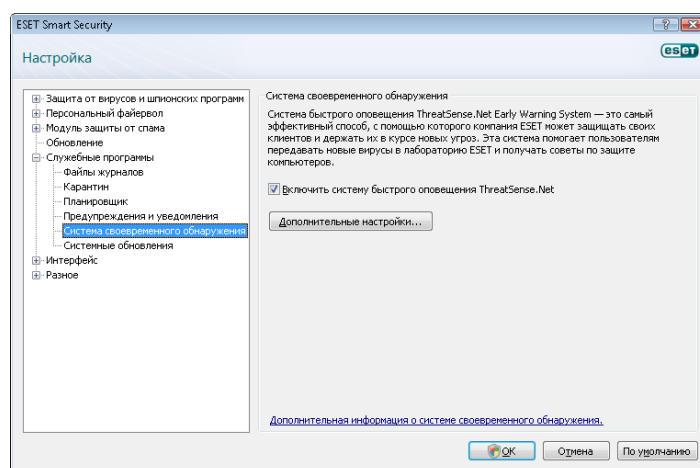 ESET Smart Security
Настройка
eset
Защита от вирусов и шпионских программ
Персональный файервол
Модуль защиты от спама
Обновление
Служебные программы
Файлы журналов
Карантин
Планировщик
Предупреждения и уведомления
Система своевременного обнаружения
Системные обновления
Интерфейс
Разное
Система своевременного обнаружения
Система быстрого оповещения ThreatSense.Net Early Warning System — это самый
эффективный способ, с помощью которого компания ESET может защищать своих
клиентов и держать их в курсе новых угроз. Эта система помогает пользователям
передавать новые вирусы в лабораторию ESET и получать советы по защите
компьютеров.
Включить систему быстрого оповещения ThreatSense.Net
Дополнительные настройки...
Дополнительная информация о системе своевременного обнаружения.
OK Отмена По умолчанию